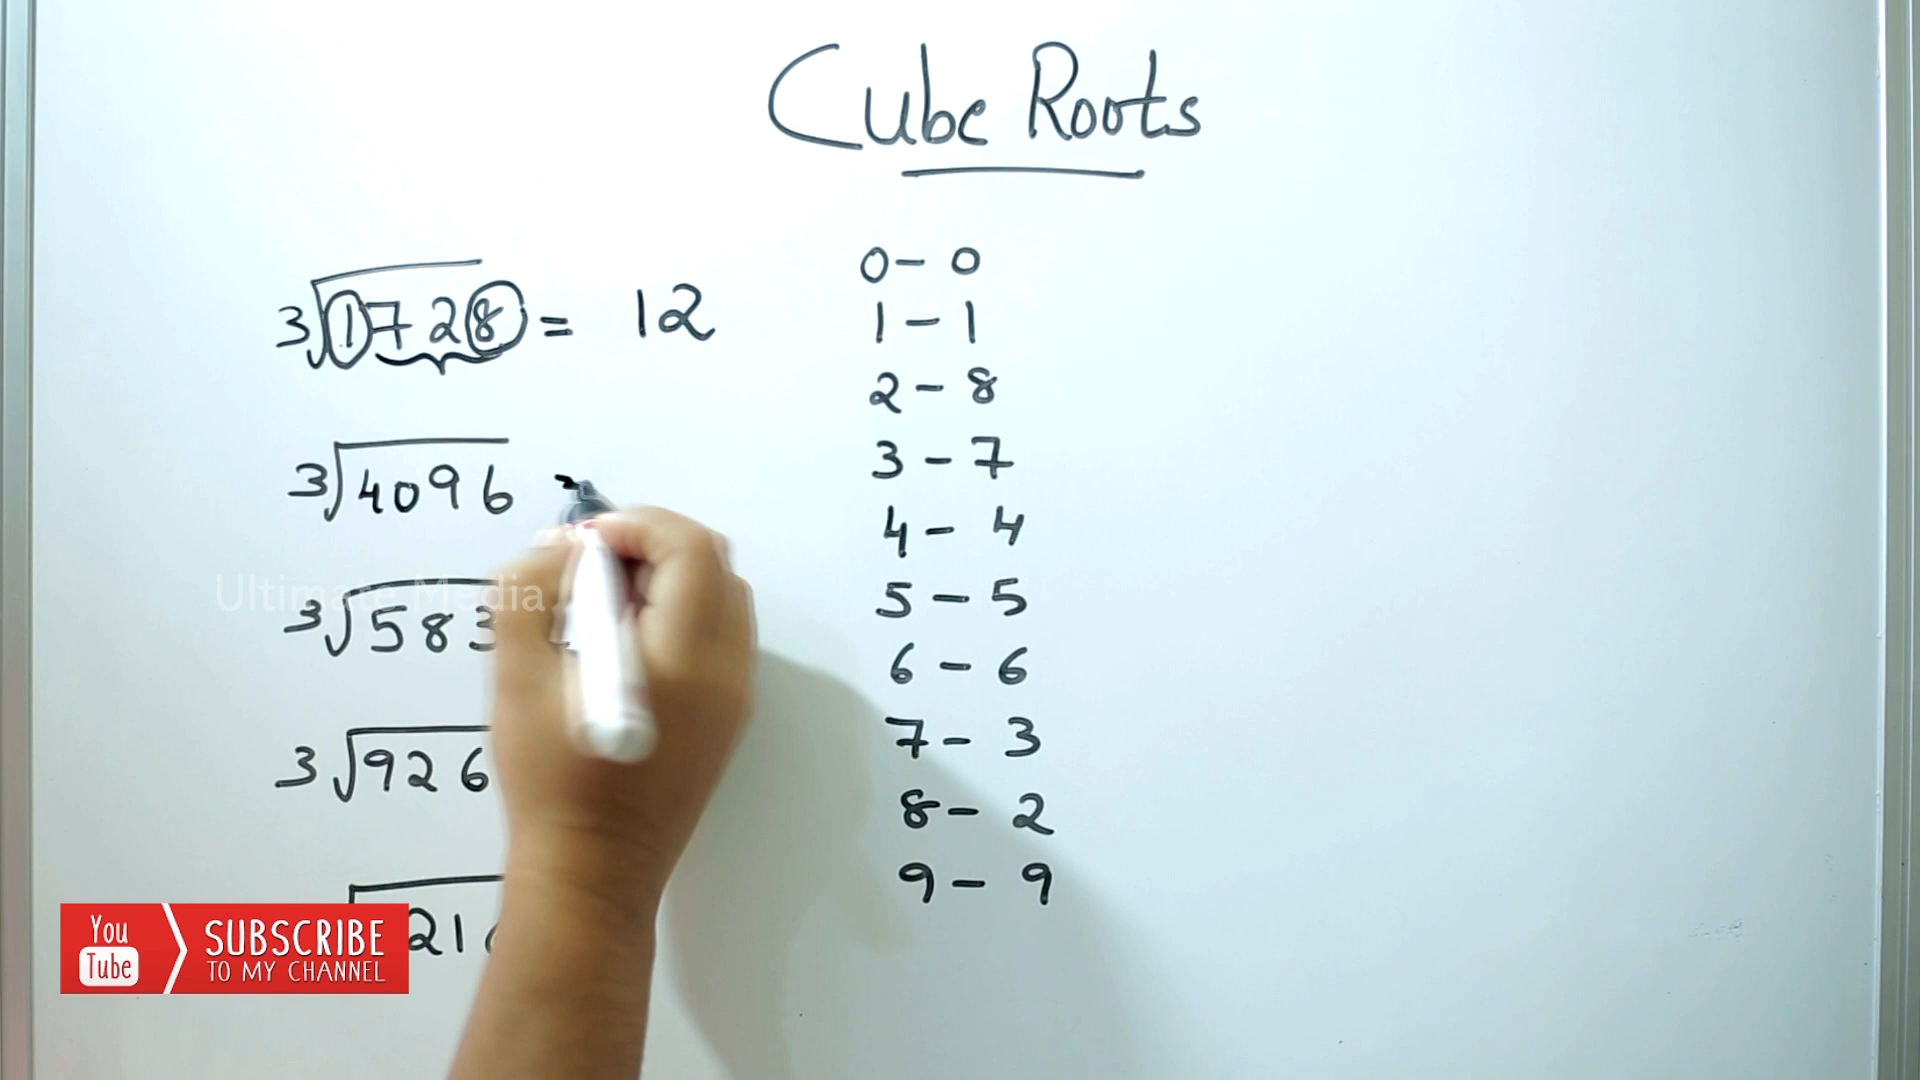 Cube Roots
3√1728 = 12
3√4096
3√583
3√926
21
0 - 0
1 - 1
2 - 8
3 - 7
4 - 4
5 - 5
6 - 6
7 - 3
8 - 2
9 - 9
Ultimate Media
You
Tube
SUBSCRIBE
TO MY CHANNEL